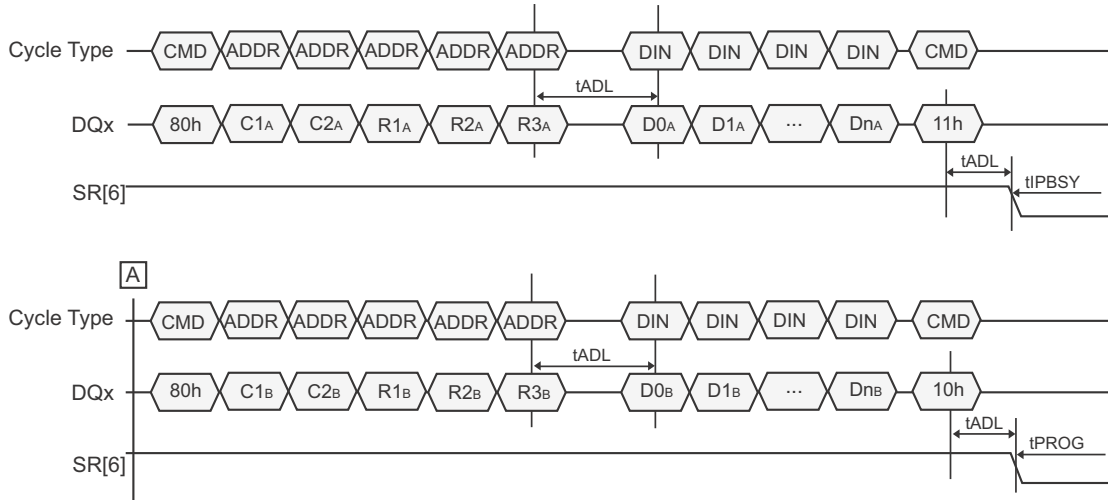 Cycle Type CMD ADDR ADDR ADDR ADDR ADDR DIN DIN DIN DIN CMD
tADL
DQx 80h C1A C2A R1A R2A R3A D0A D1A ... DnA 11h
tADL
SR[6] tIPBSY
A
Cycle Type CMD ADDR ADDR ADDR ADDR ADDR DIN DIN DIN DIN CMD
tADL
DQx 80h C1B C2B R1B R2B R3B D0B D1B ... DnB 10h
tADL
SR[6] tPROG